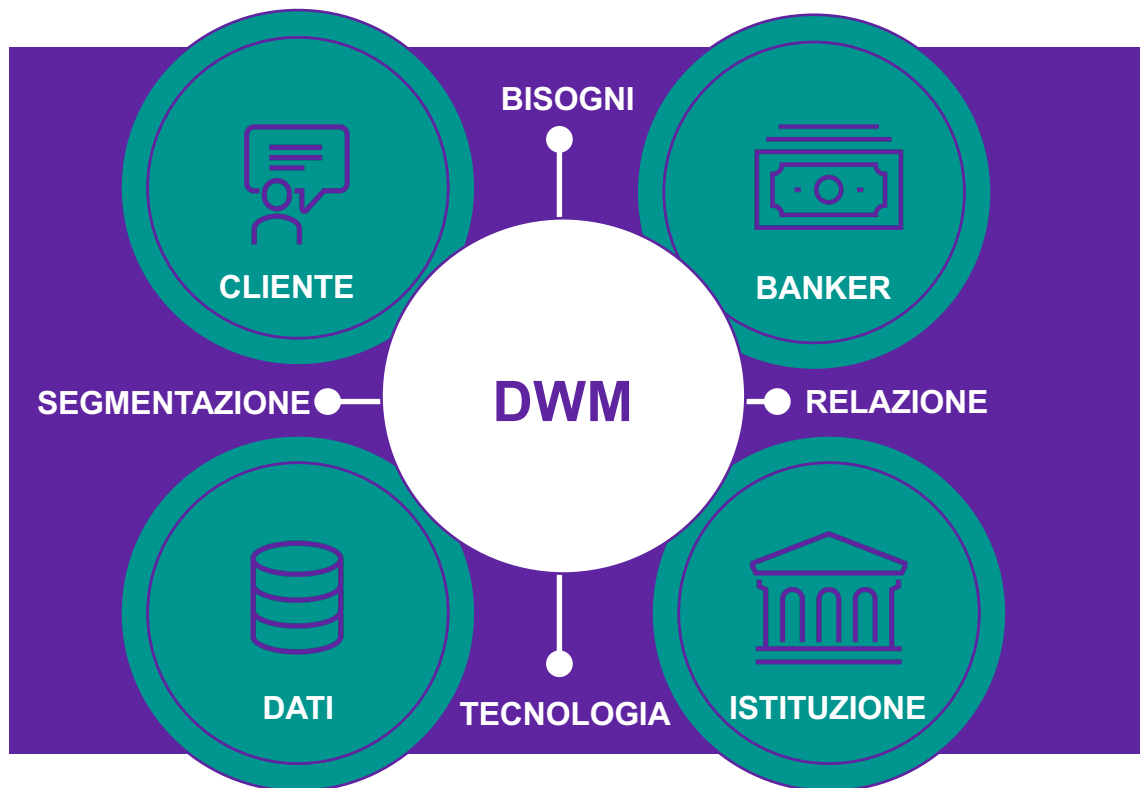 BISOGNI
CLIENTE
BANKER
DWM
SEGMENTAZIONE
RELAZIONE
DATI
TECNOLOGIA
ISTITUZIONE